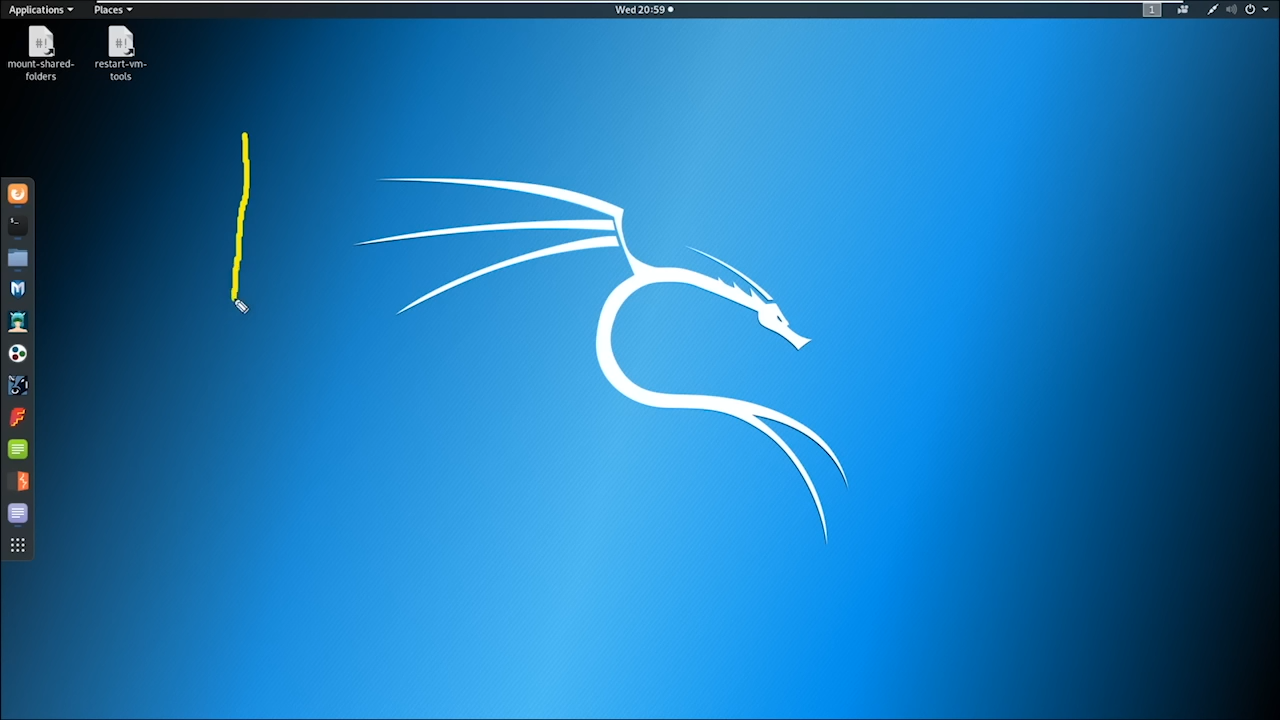 Applications Places Wed 20:59 1
mount-shared-
folders
restart-vm-
tools
#!
#!